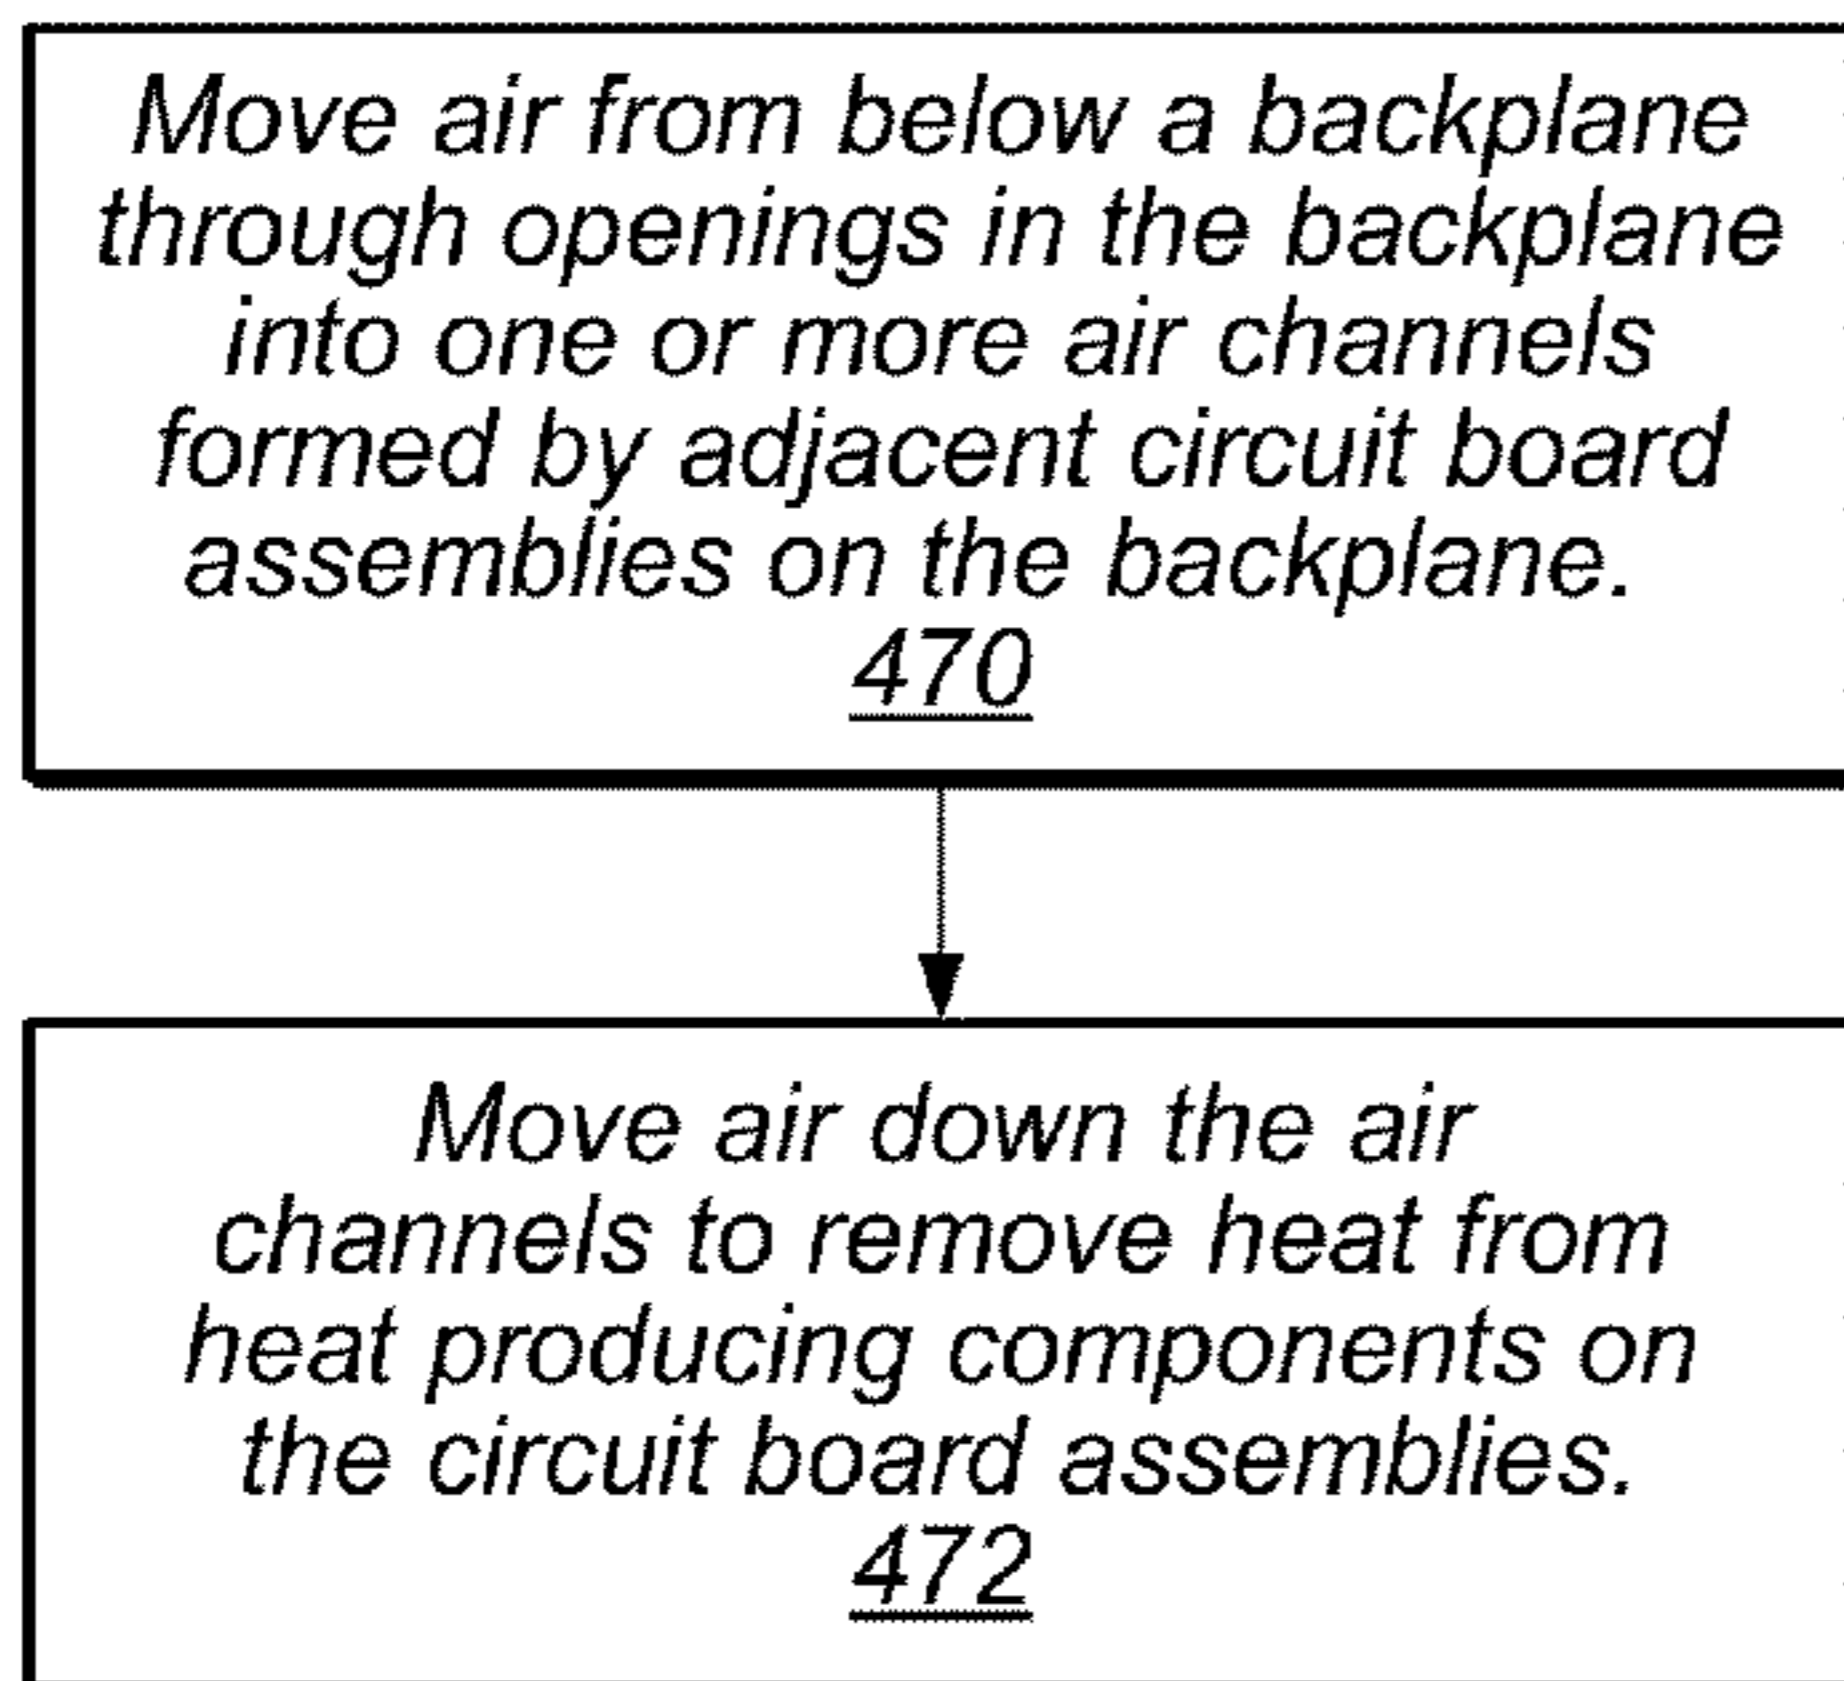 Move air from below a backplane
through openings in the backplane
into one or more air channels
formed by adjacent circuit board
assemblies on the backplane.
470
Move air down the air
channels to remove heat from
heat producing components on
the circuit board assemblies.
472